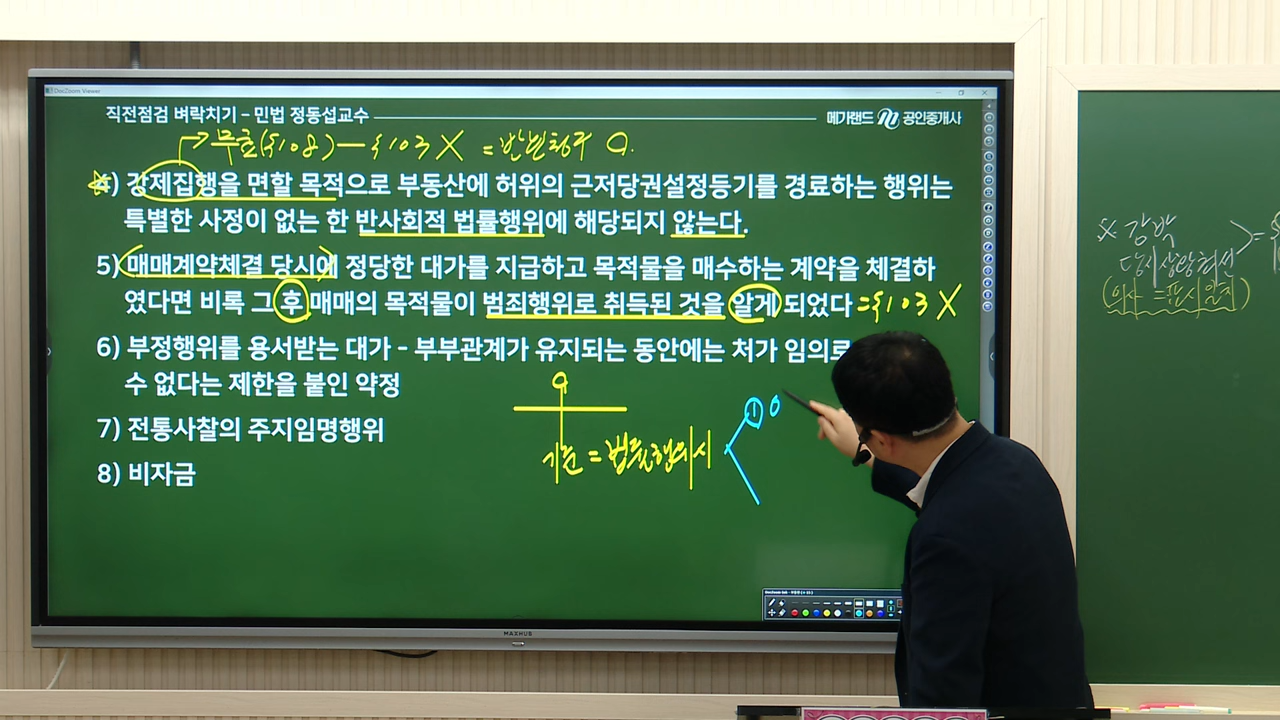 DocZoom Viewer
직전점검 벼락치기 - 민법 정동섭교수
메가랜드 공인중개사
→ 무효(§108) — §103 X = 반환청구 O.
4) 강제집행을 면할 목적으로 부동산에 허위의 근저당권설정등기를 경료하는 행위는
특별한 사정이 없는 한 반사회적 법률행위에 해당되지 않는다.
5) 매매계약체결 당시에 정당한 대가를 지급하고 목적물을 매수하는 계약을 체결하
였다면 비록 그 후 매매의 목적물이 범죄행위로 취득된 것을 알게 되었다 = §103 X
6) 부정행위를 용서받는 대가 - 부부관계가 유지되는 동안에는 처가 임의로
수 없다는 제한을 붙인 약정
7) 전통사찰의 주지임명행위
8) 비자금
기준 = 법률행위시
① 0
MAXHUB
※ 강박
(의사 = 표시 일치)